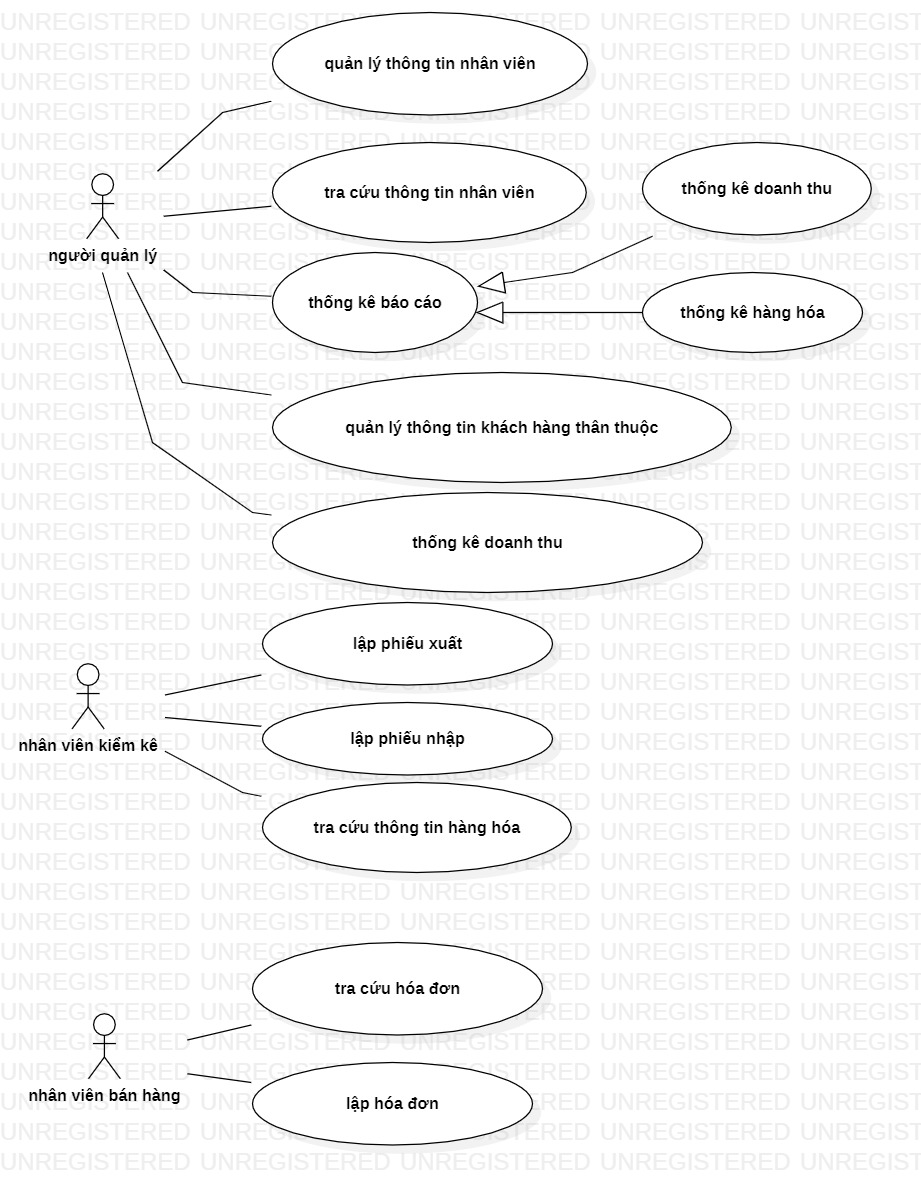 quản lý thông tin nhân viên
tra cứu thông tin nhân viên
thống kê doanh thu
người quản lý
thống kê báo cáo
thống kê hàng hóa
quản lý thông tin khách hàng thân thuộc
thống kê doanh thu
lập phiếu xuất
nhân viên kiểm kê
lập phiếu nhập
tra cứu thông tin hàng hóa
tra cứu hóa đơn
nhân viên bán hàng
lập hóa đơn
UNREGISTERED